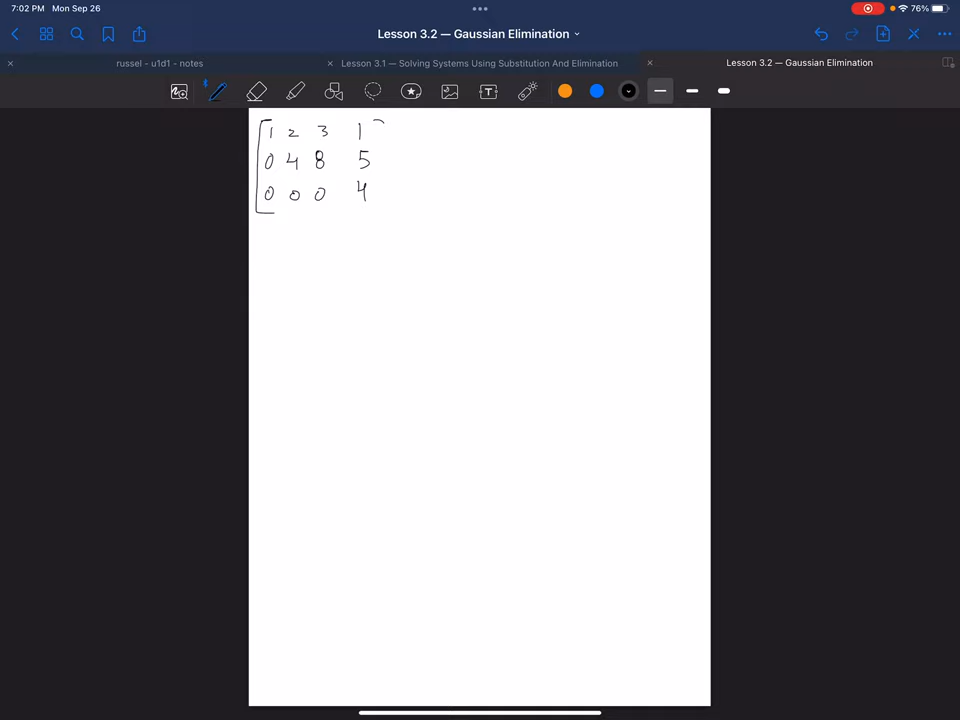 7:02 PM Mon Sep 26
76%
Lesson 3.2 — Gaussian Elimination
russel - u1d1 - notes
Lesson 3.1 — Solving Systems Using Substitution And Elimination
Lesson 3.2 — Gaussian Elimination
T
1 2 3 1
0 4 8 5
0 0 0 4